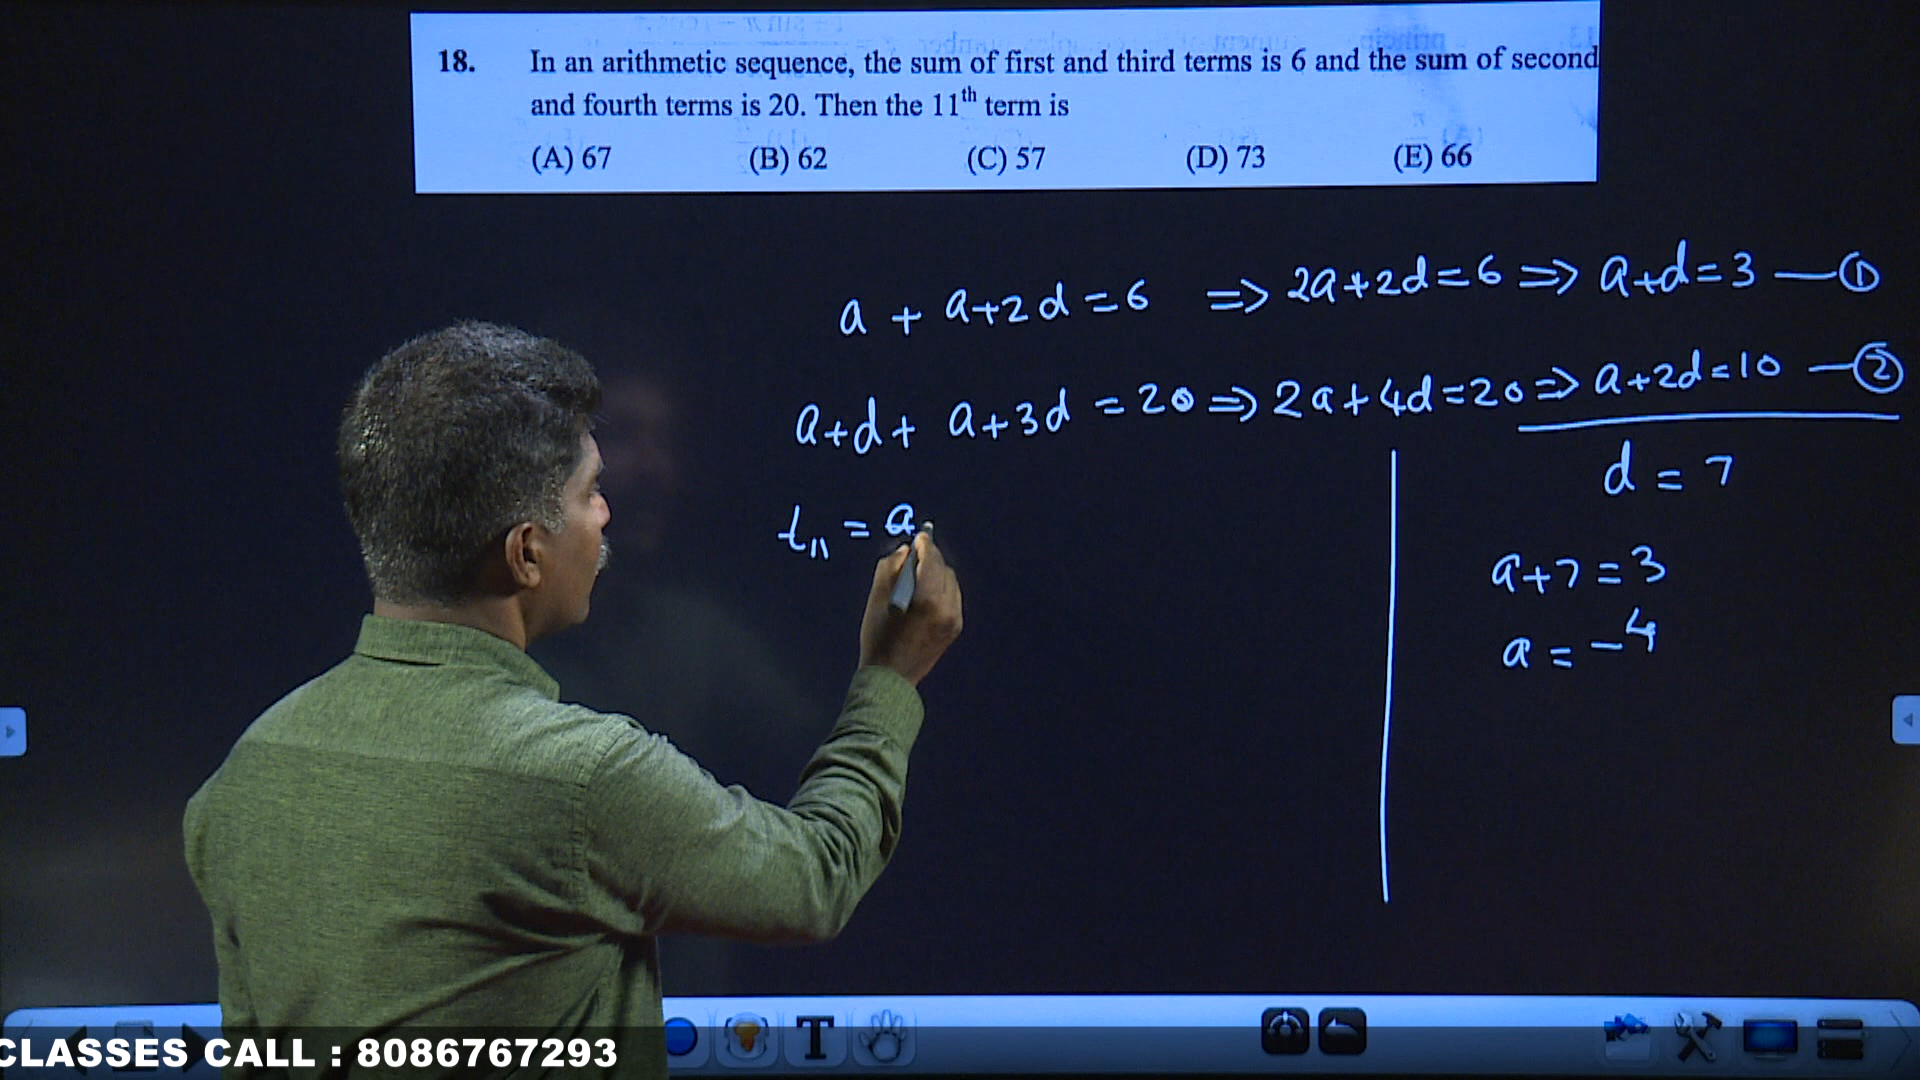 18. In an arithmetic sequence, the sum of first and third terms is 6 and the sum of second
and fourth terms is 20. Then the 11th term is
(A) 67 (B) 62 (C) 57 (D) 73 (E) 66
a + a+2d = 6 => 2a+2d=6 => a+d=3 —①
a+d+ a+3d = 20 => 2a+4d=20 => a+2d=10 —②
d = 7
t11 = a
a+7=3
a = -4
T
CLASSES CALL : 8086767293